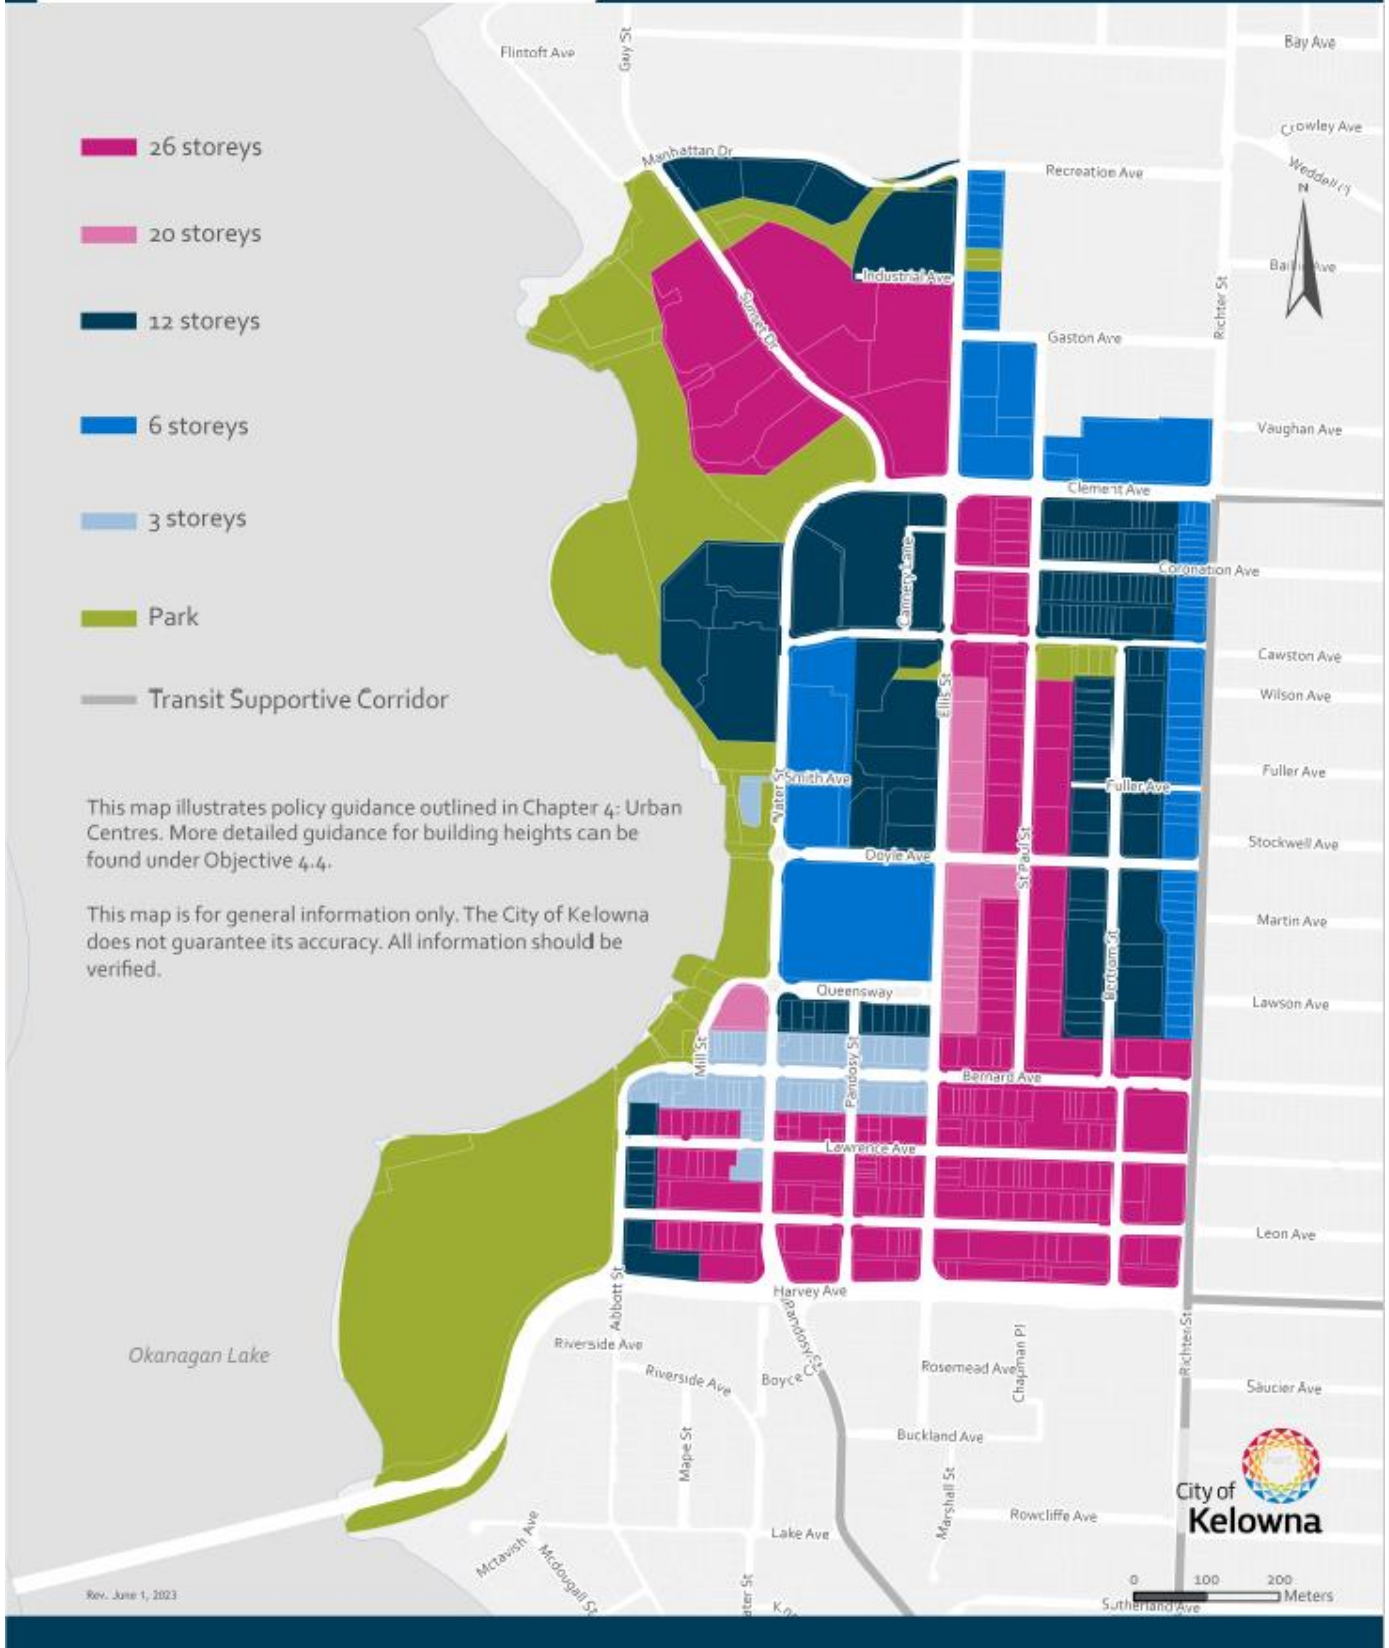 Flintoft Ave
Guy St
Bay Ave
Crowley Ave
26 storeys
Manhattan Dr
Recreation Ave
N
20 storeys
Industrial Ave
Richter St
12 storeys
Sunset Dr
Gaston Ave
6 storeys
Vaughan Ave
Clement Ave
3 storeys
Cannery Lane
Coronation Ave
Park
Cawston Ave
Ellis St
Wilson Ave
Transit Supportive Corridor
Smith Ave
Fuller Ave
Fuller Ave
This map illustrates policy guidance outlined in Chapter 4: Urban
Centres. More detailed guidance for building heights can be
found under Objective 4.4.
Doyle Ave
St Paul St
Stockwell Ave
This map is for general information only. The City of Kelowna
does not guarantee its accuracy. All information should be
verified.
Martin Ave
Bertram St
Queensway
Lawson Ave
Mill St
Pandosy St
Bernard Ave
Lawrence Ave
Leon Ave
Abbott St
Harvey Ave
Pandosy St
Okanagan Lake
Riverside Ave
Riverside Ave
Boyce Cr
Rosemead Ave
Chapman Pl
Richter St
Saucier Ave
Buckland Ave
Mape St
Marshall St
City of
Kelowna
Mctavish Ave
Mcdougall St
Lake Ave
Rowcliffe Ave
Rev. June 1, 2023
0 100 200
Meters
Sutherland Ave